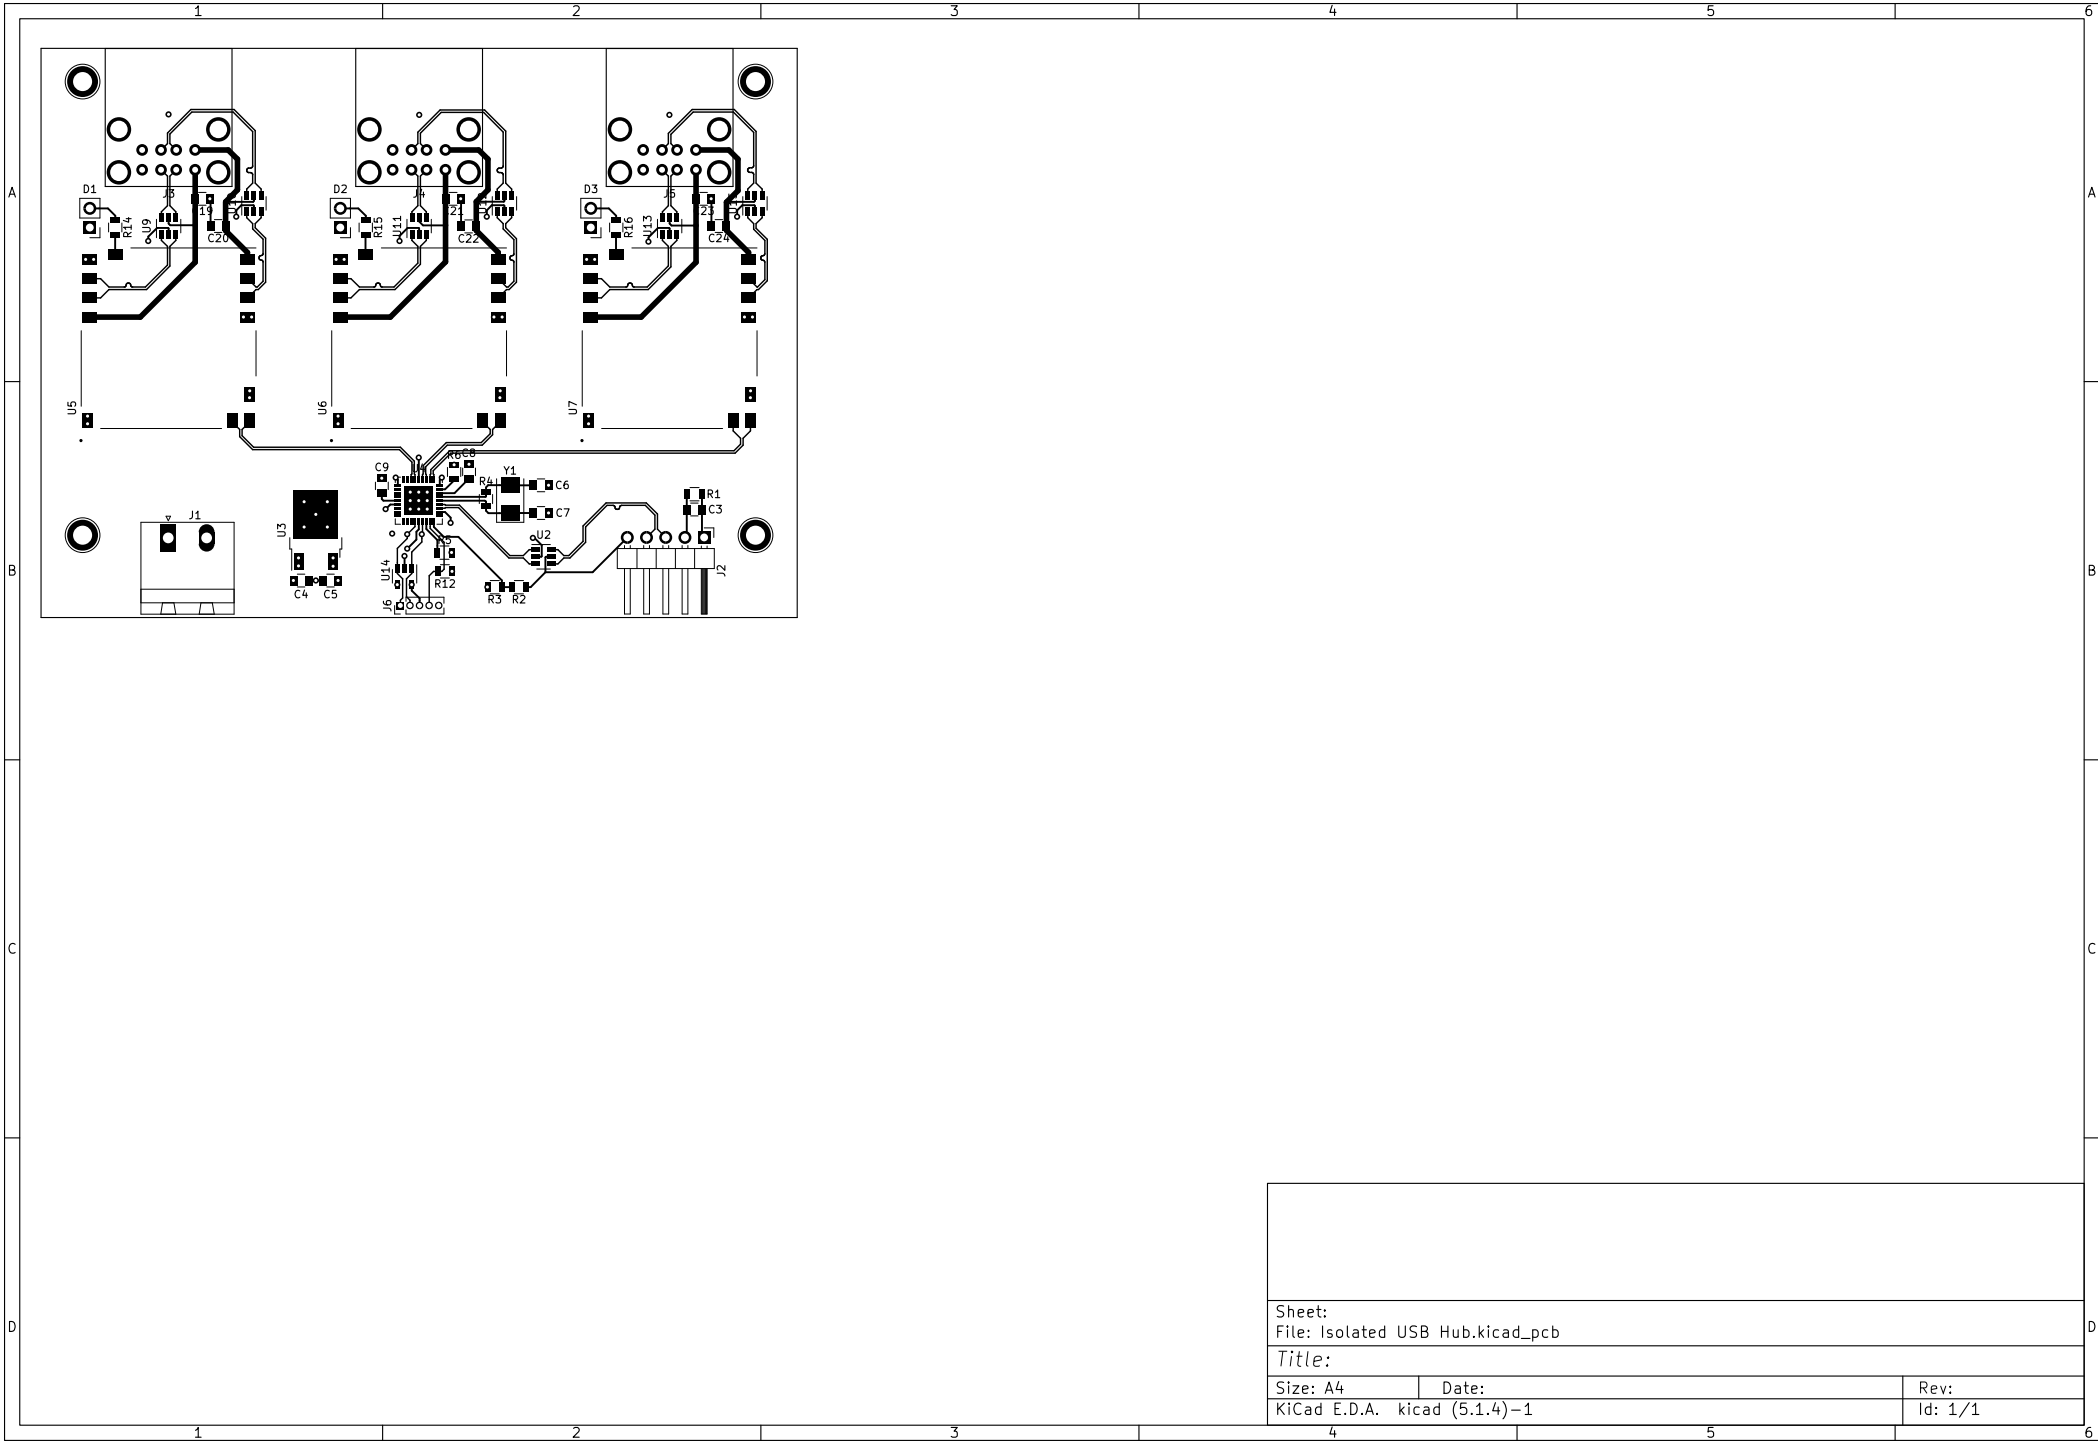 1 2 3 4 5 6
A A
B B
C C
D D
1 2 3 4 5 6
D1 J3 D2 J4 D3 J5
R14 U9 C20
R15 U11 C22
R16 U13 C24
U5 U6 U7
C9 U4 R6 C8
R4 Y1 C6
C7
R1
C3
J1 U3 U2 J2
U14 R12
C4 C5 J6 R3 R2
Sheet:
File: Isolated USB Hub.kicad_pcb
Title:
Size: A4 Date: Rev:
KiCad E.D.A. kicad (5.1.4)-1 Id: 1/1